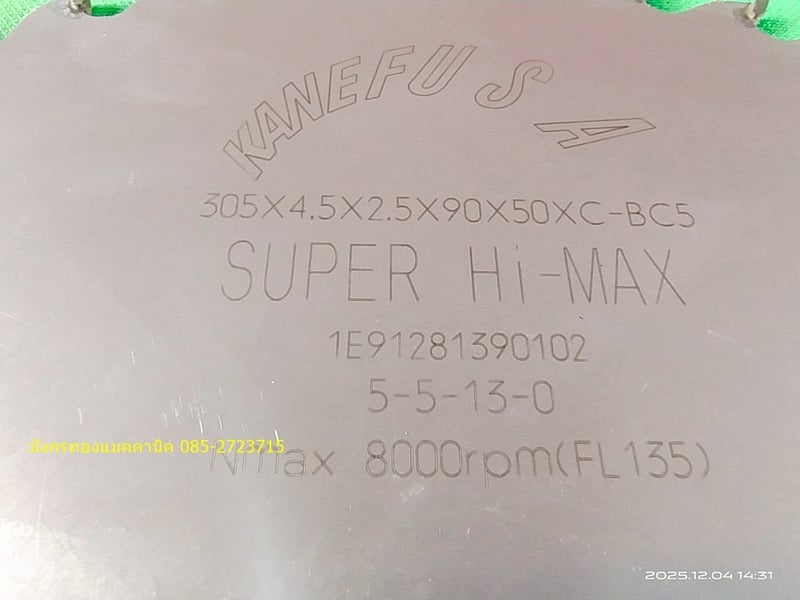 KANEFUSA
305X4.5X2.5X90X50XC-BC5
SUPER Hi-MAX
1E91281390102
5-5-13-0
มังกรทองแมคคานิค 085-2723715
Nmax 8000rpm(FL135)
2025.12.04 14:31